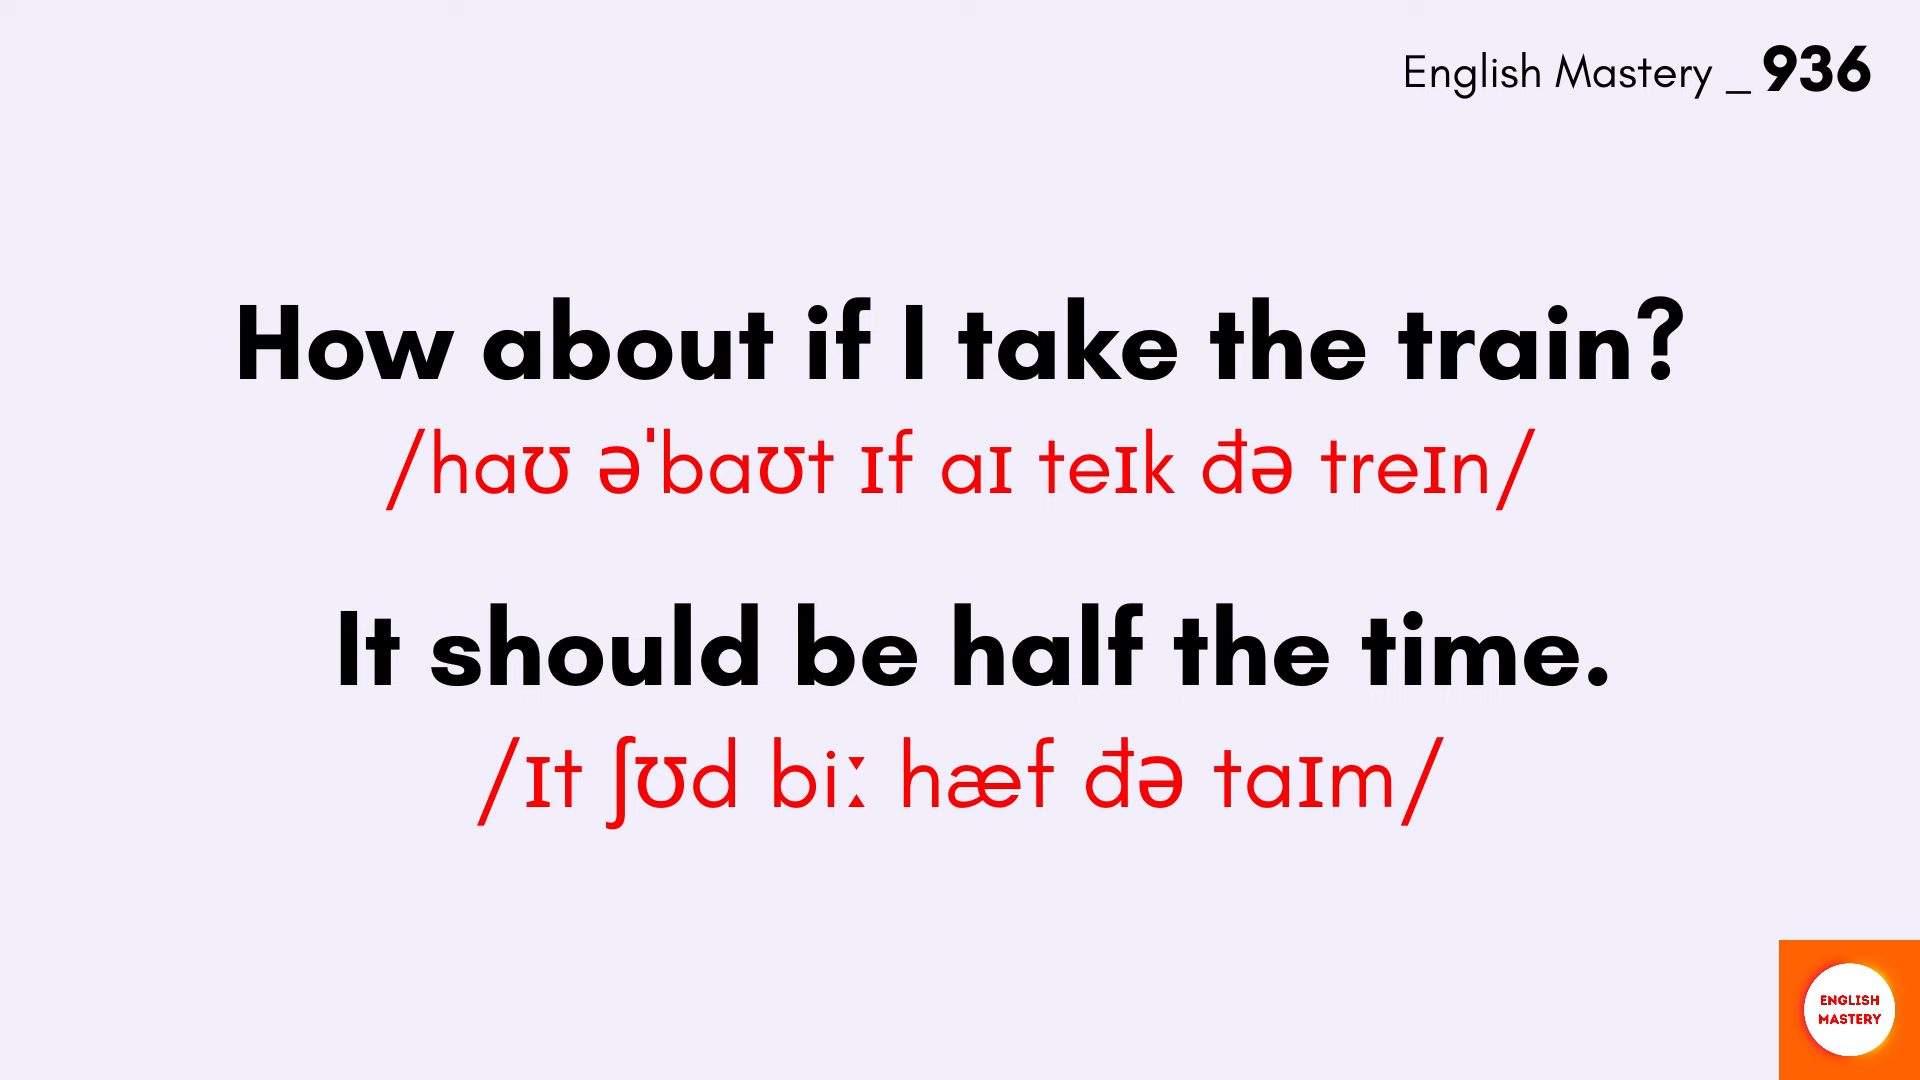 English Mastery _ 936
How about if I take the train?
/haʊ əˈbaʊt ɪf aɪ teɪk đə treɪn/
It should be half the time.
/ɪt ʃʊd biː hæf đə taɪm/
ENGLISH
MASTERY